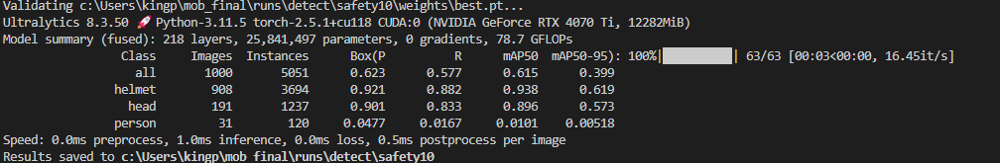 Validating c:\Users\kingp\mob_final\runs\detect\safety10\weights\best.pt...
Ultralytics 8.3.50 🚀 Python-3.11.5 torch-2.5.1+cu118 CUDA:0 (NVIDIA GeForce RTX 4070 Ti, 12282MiB)
Model summary (fused): 218 layers, 25,841,497 parameters, 0 gradients, 78.7 GFLOPs
Class Images Instances Box(P R mAP50 mAP50-95): 100%|██████████| 63/63 [00:03<00:00, 16.45it/s]
all 1000 5051 0.623 0.577 0.615 0.399
helmet 908 3694 0.921 0.882 0.938 0.619
head 191 1237 0.901 0.833 0.896 0.573
person 31 120 0.0477 0.0167 0.0101 0.00518
Speed: 0.0ms preprocess, 1.0ms inference, 0.0ms loss, 0.5ms postprocess per image
Results saved to c:\Users\kingp\mob_final\runs\detect\safety10